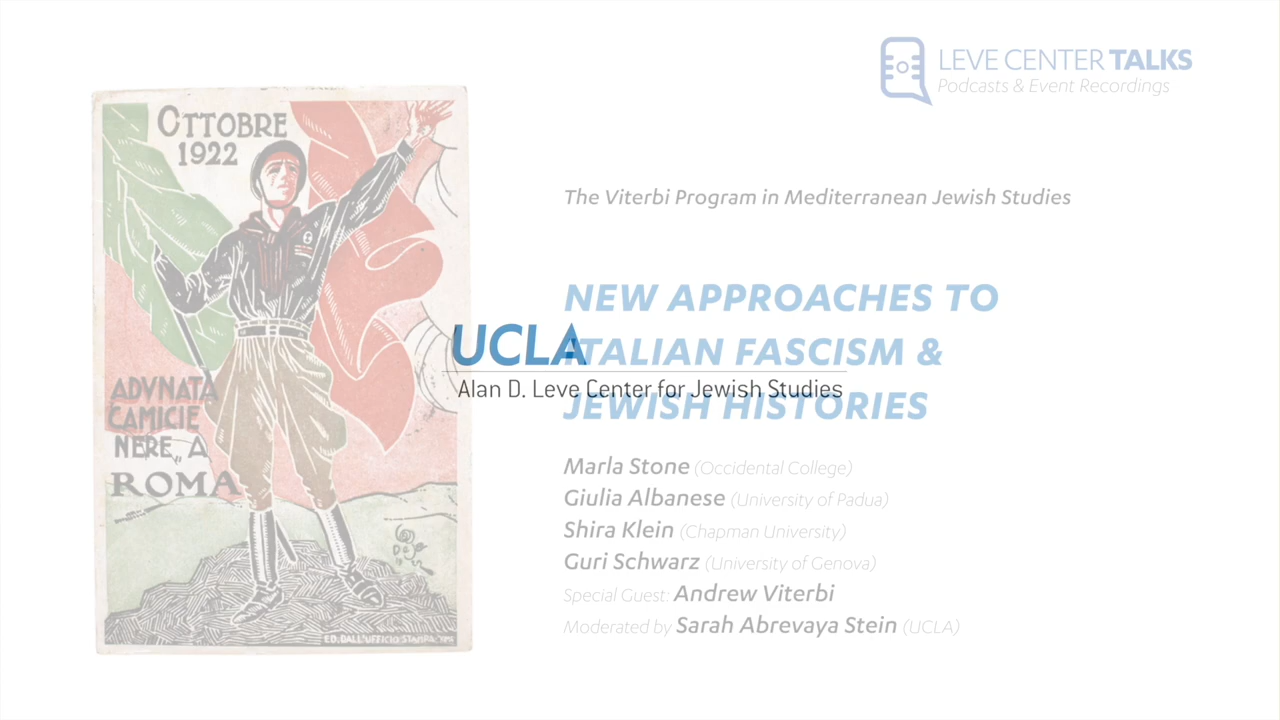 LEVE CENTER TALKS
Podcasts & Event Recordings
OTTOBRE
1922
ADVNATA
CAMICIE
NERE A
ROMA
ED. DALL'UFFICIO STAMPA
The Viterbi Program in Mediterranean Jewish Studies
NEW APPROACHES TO
ITALIAN FASCISM &
JEWISH HISTORIES
UCLA
Alan D. Leve Center for Jewish Studies
Marla Stone (Occidental College)
Giulia Albanese (University of Padua)
Shira Klein (Chapman University)
Guri Schwarz (University of Genova)
Special Guest: Andrew Viterbi
Moderated by Sarah Abrevaya Stein (UCLA)